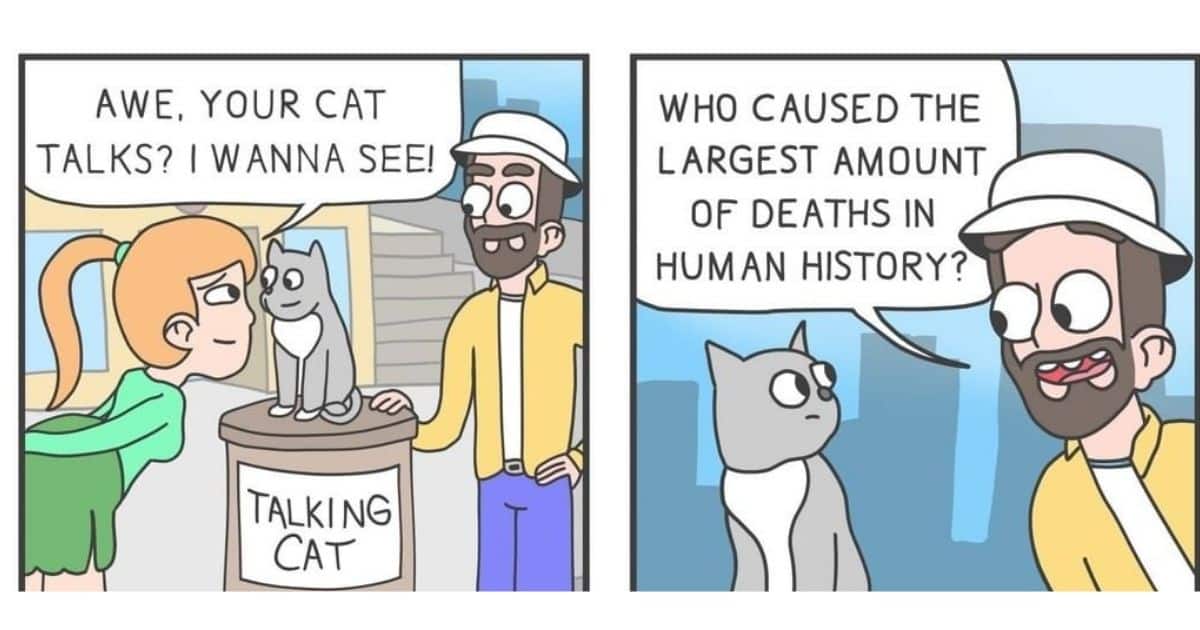 AWE, YOUR CAT
TALKS? I WANNA SEE!
TALKING
CAT
WHO CAUSED THE
LARGEST AMOUNT
OF DEATHS IN
HUMAN HISTORY?